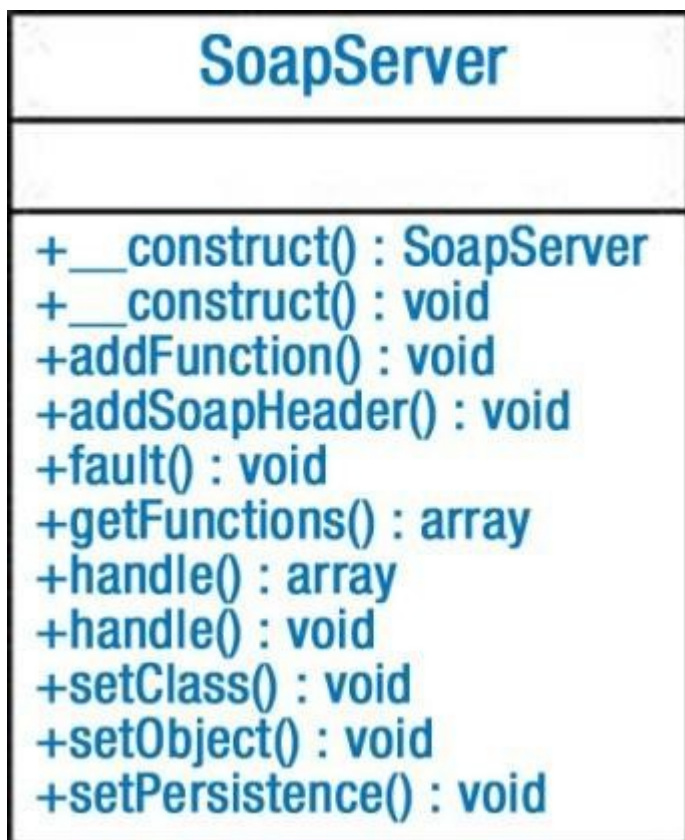 SoapServer
+__construct() : SoapServer
+__construct() : void
+addFunction() : void
+addSoapHeader() : void
+fault() : void
+getFunctions() : array
+handle() : array
+handle() : void
+setClass() : void
+setObject() : void
+setPersistence() : void